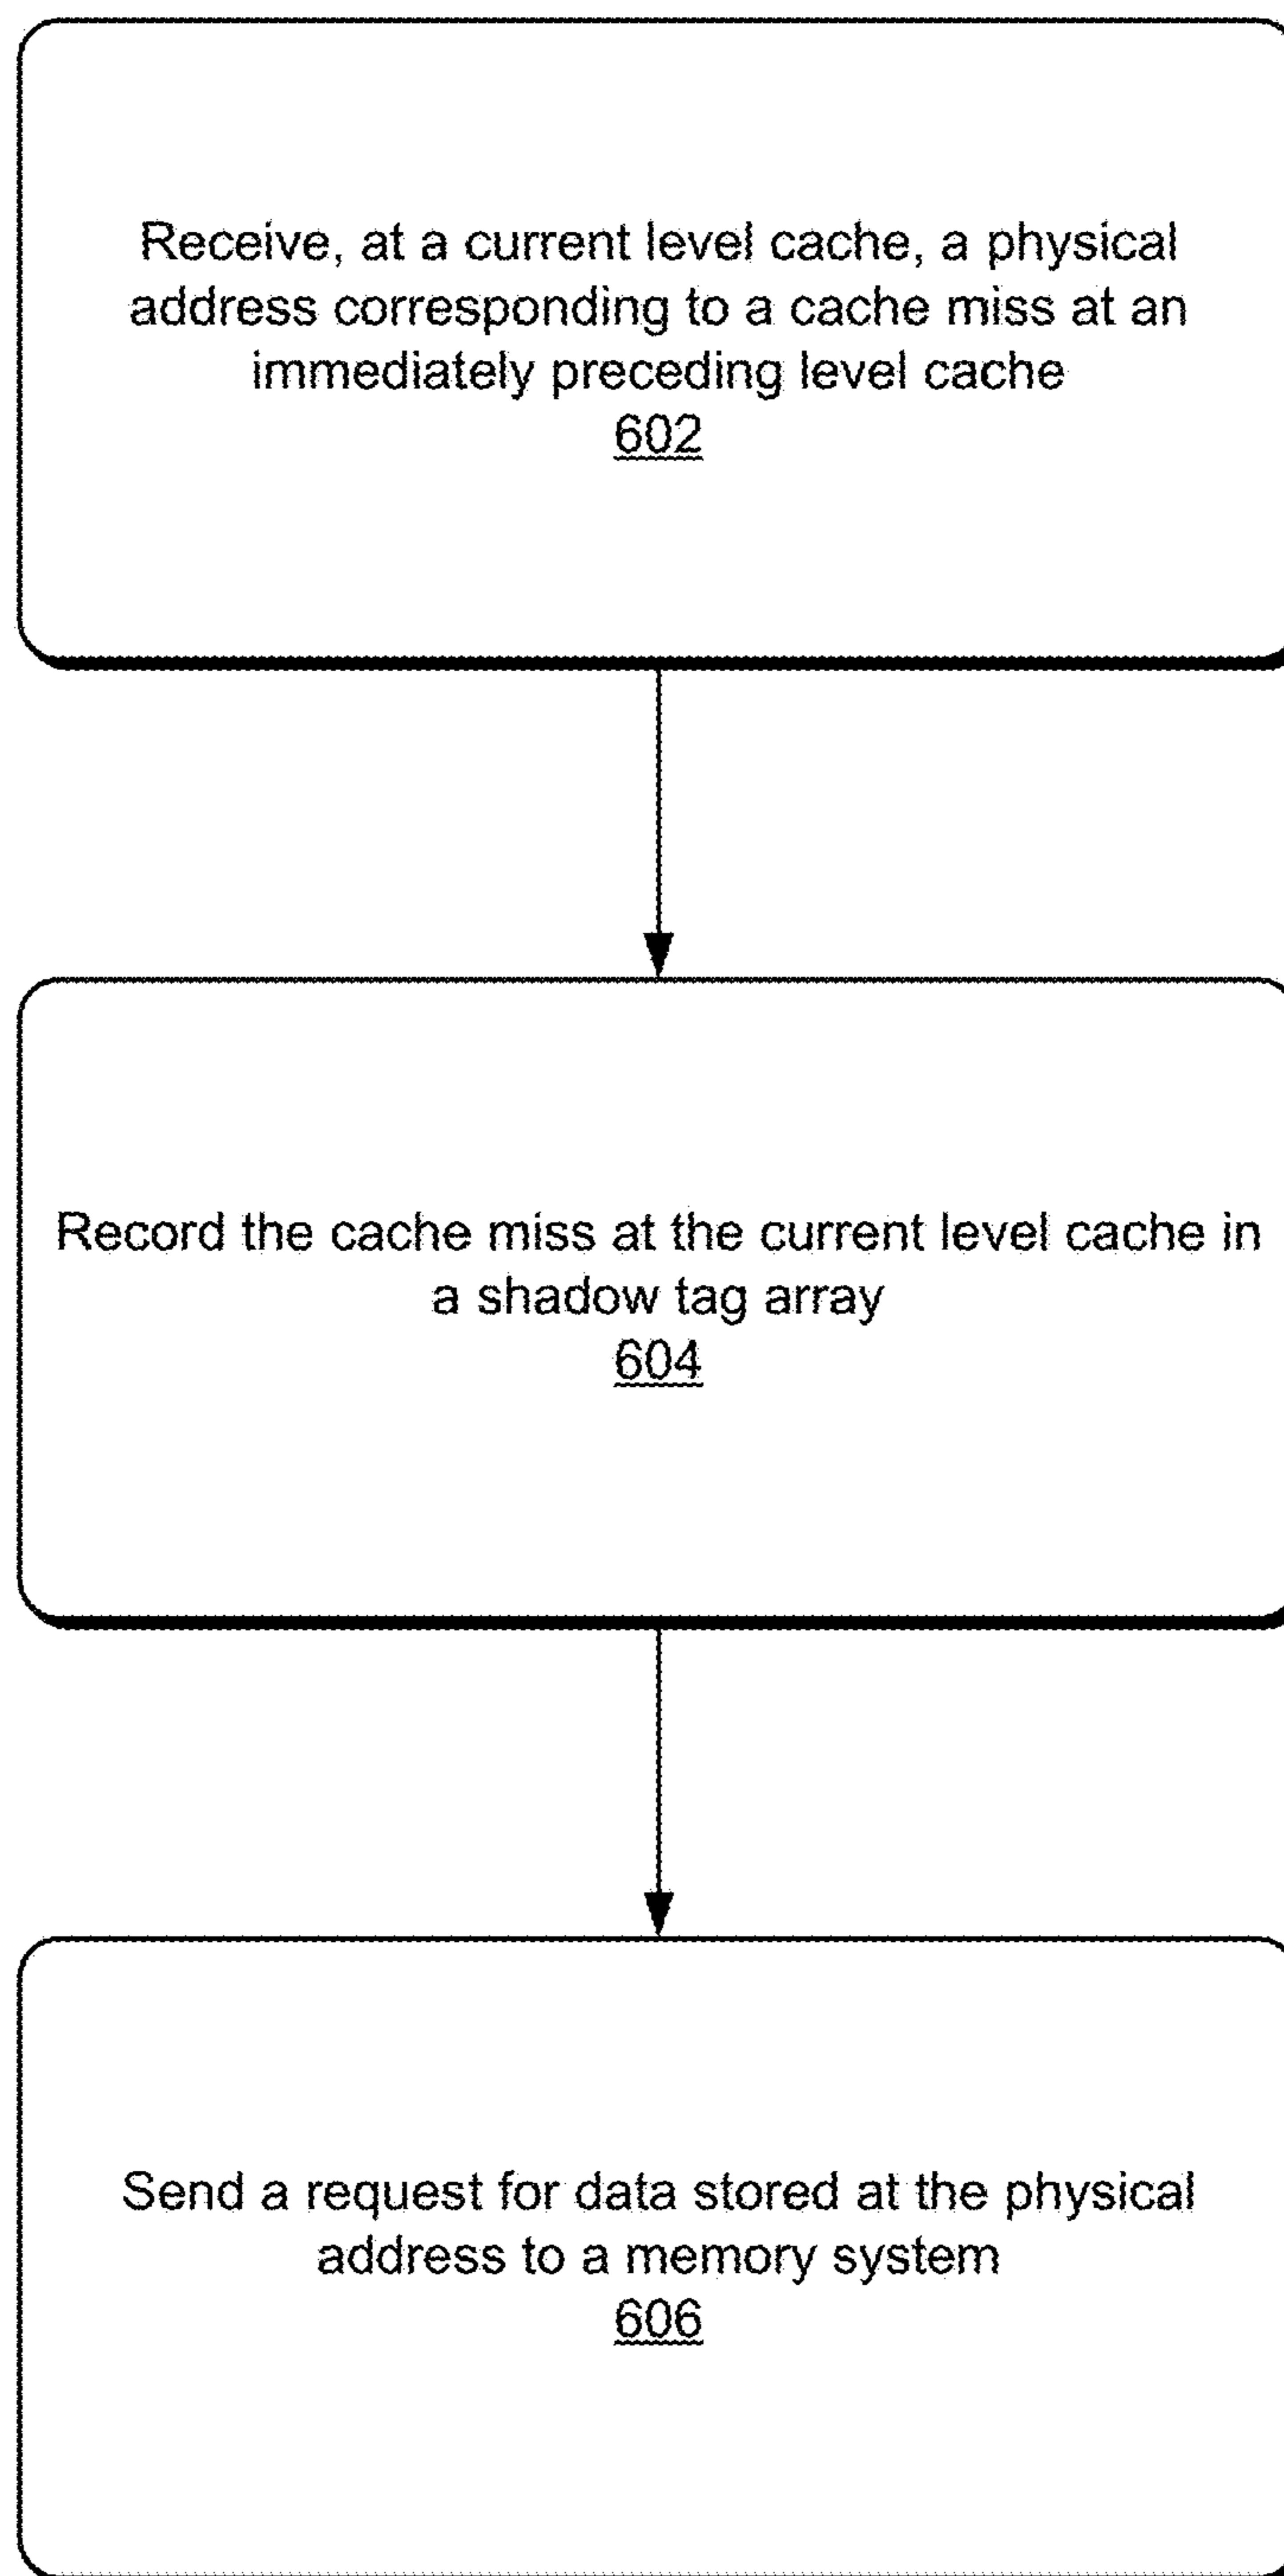 Receive, at a current level cache, a physical
address corresponding to a cache miss at an
immediately preceding level cache
602
Record the cache miss at the current level cache in
a shadow tag array
604
Send a request for data stored at the physical
address to a memory system
606